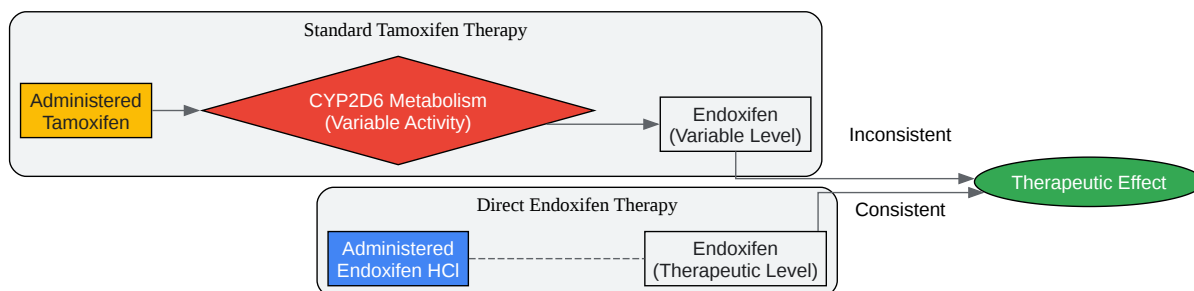 Standard Tamoxifen Therapy
Administered
Tamoxifen
CYP2D6 Metabolism
(Variable Activity)
Endoxifen
(Variable Level)
Inconsistent
Therapeutic Effect
Consistent
Direct Endoxifen Therapy
Administered
Endoxifen HCl
Endoxifen
(Therapeutic Level)